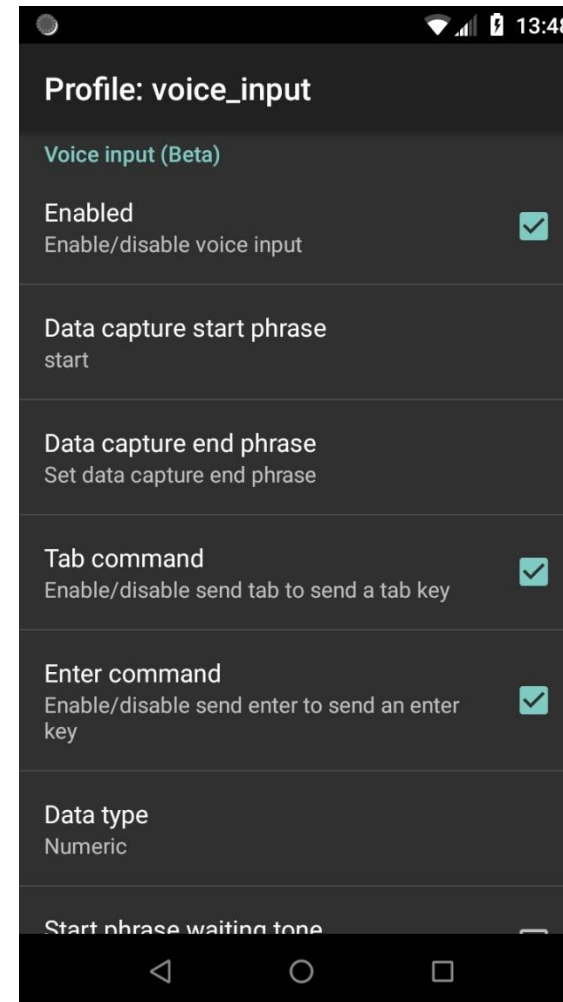 13:48
Profile: voice_input
Voice input (Beta)
Enabled
Enable/disable voice input
Data capture start phrase
start
Data capture end phrase
Set data capture end phrase
Tab command
Enable/disable send tab to send a tab key
Enter command
Enable/disable send enter to send an enter
key
Data type
Numeric
Start phrase waiting tone